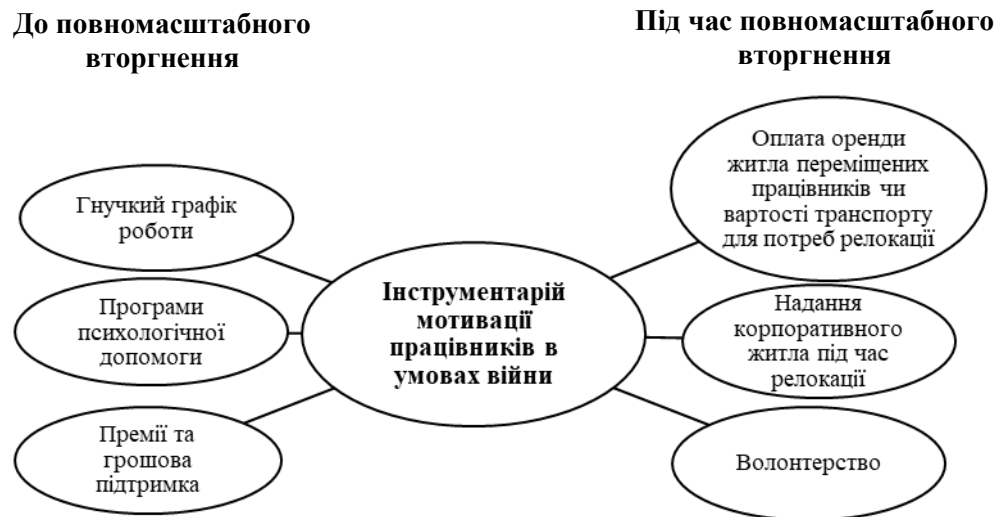 До повномасштабного
вторгнення
Під час повномасштабного
вторгнення
Гнучкий графік
роботи
Програми
психологічної
допомоги
Премії та
грошова
підтримка
Інструментарій
мотивації
працівників в
умовах війни
Оплата оренди
житла переміщених
працівників чи
вартості транспорту
для потреб релокації
Надання
корпоративного
житла під час
релокації
Волонтерство